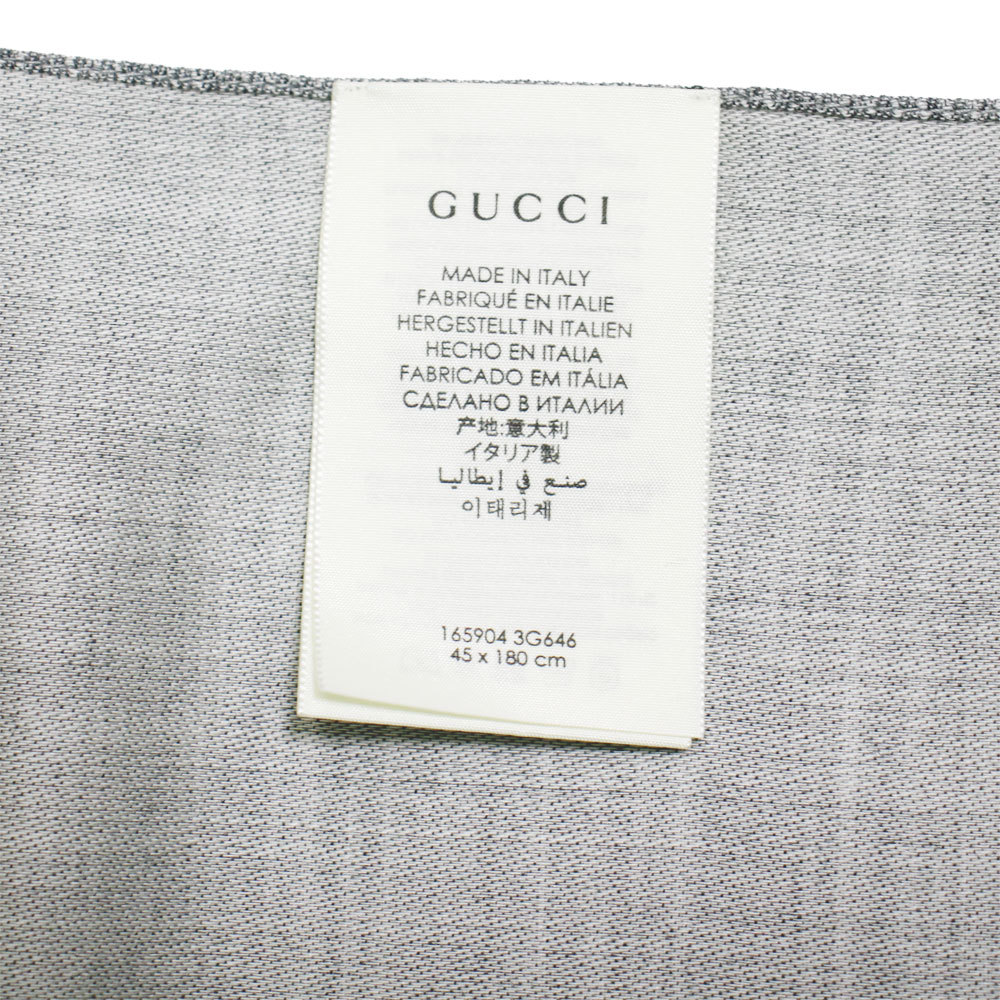 GUCCI
MADE IN ITALY
FABRIQUÉ EN ITALIE
HERGESTELLT IN ITALIEN
HECHO EN ITALIA
FABRICADO EM ITÁLIA
СДЕЛАНО В ИТАЛИИ
产地:意大利
イタリア製
صنع في إيطاليا
이태리제
165904 3G646
45 x 180 cm